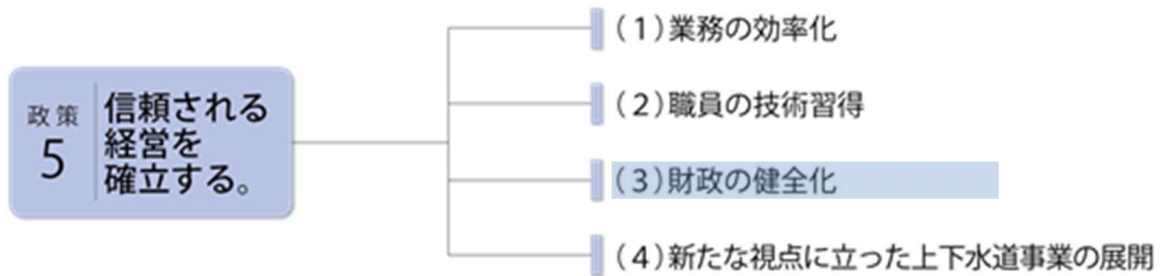 政策
5
信頼される
経営を
確立する。
(1)業務の効率化
(2)職員の技術習得
(3)財政の健全化
(4)新たな視点に立った上下水道事業の展開